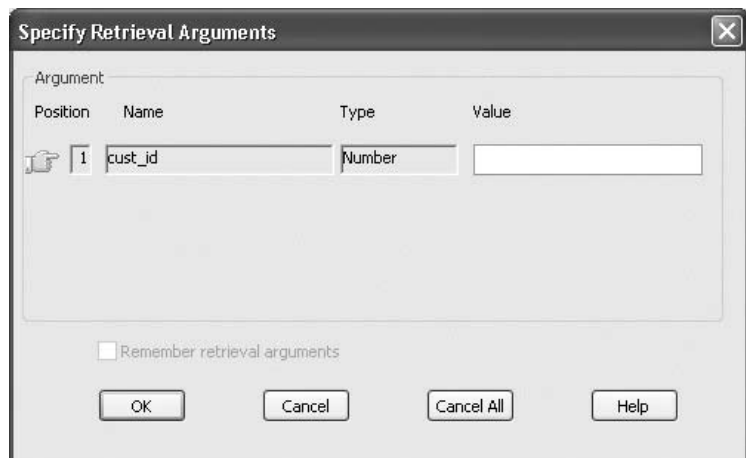 Specify Retrieval Arguments
Argument
Position Name Type Value
1 cust_id Number
Remember retrieval arguments
OK Cancel Cancel All Help